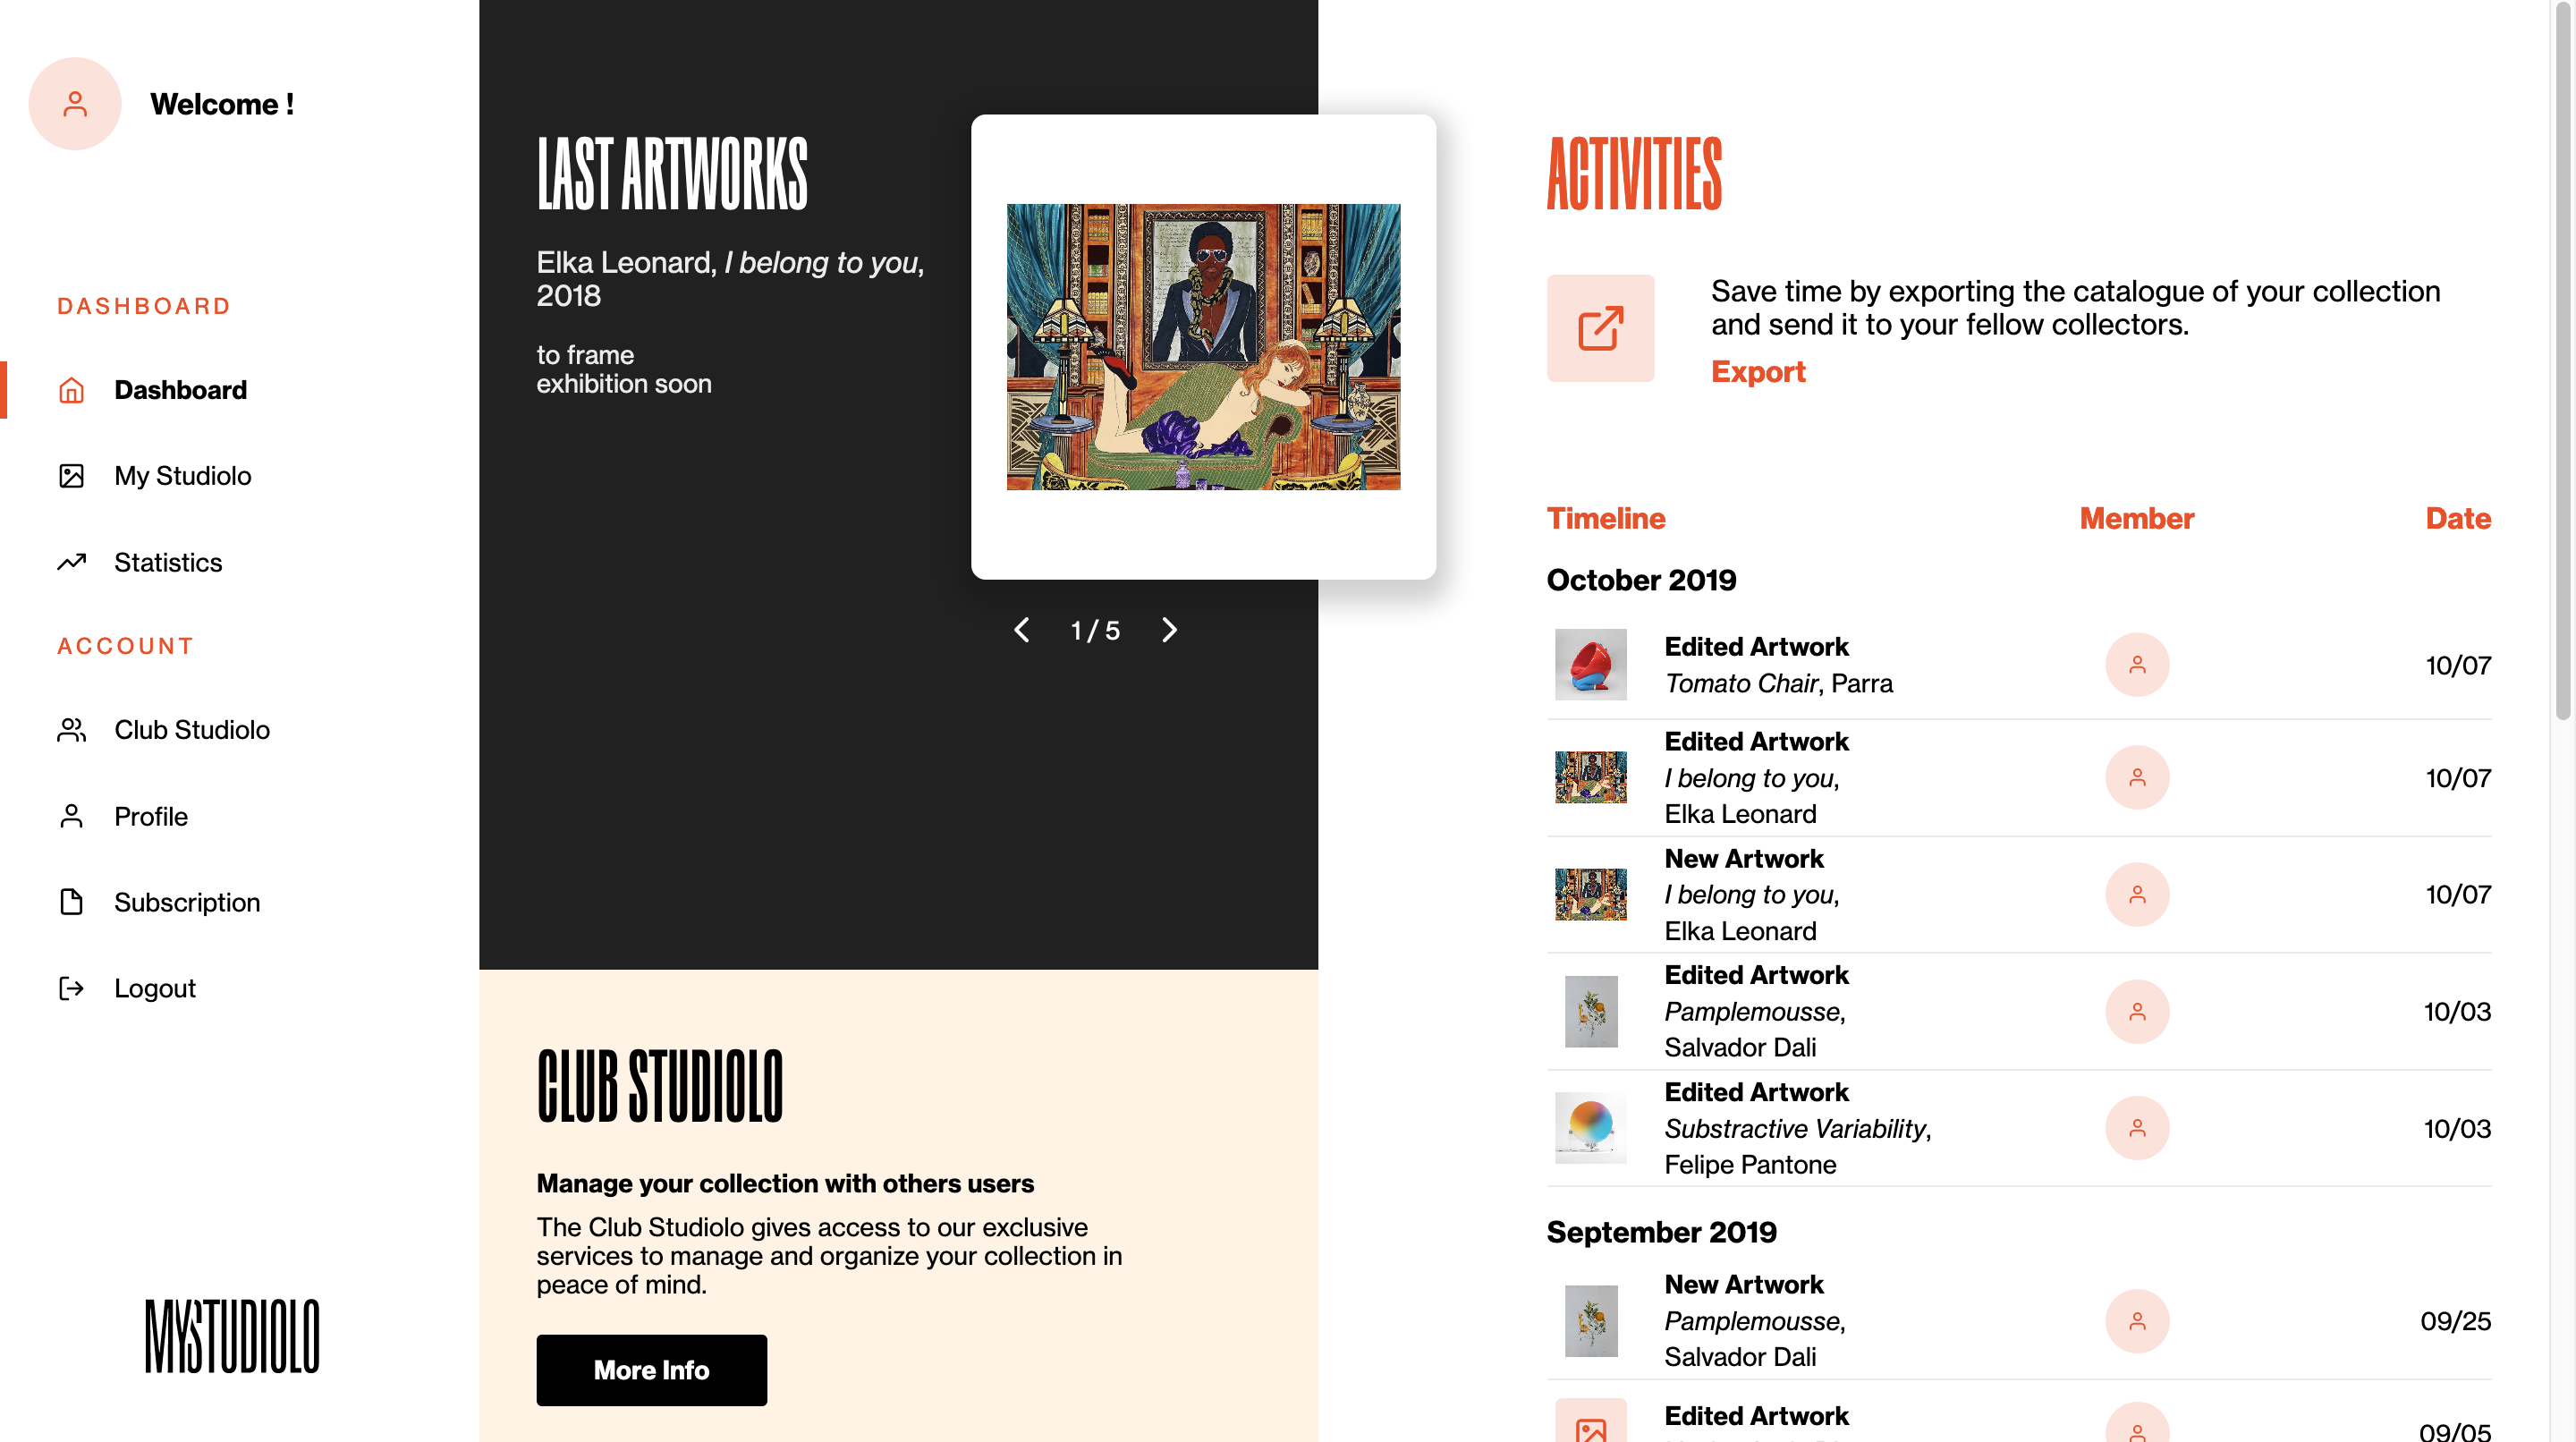 Welcome !
DASHBOARD
Dashboard
My Studiolo
Statistics
ACCOUNT
Club Studiolo
Profile
Subscription
Logout
MYSTUDIOLO
LAST ARTWORKS
Elka Leonard, I belong to you,
2018
to frame
exhibition soon
1 / 5
CLUB STUDIOLO
Manage your collection with others users
The Club Studiolo gives access to our exclusive
services to manage and organize your collection in
peace of mind.
More Info
ACTIVITIES
Save time by exporting the catalogue of your collection
and send it to your fellow collectors.
Export
Timeline Member Date
October 2019
Edited Artwork
Tomato Chair, Parra
10/07
Edited Artwork
I belong to you,
Elka Leonard
10/07
New Artwork
I belong to you,
Elka Leonard
10/07
Edited Artwork
Pamplemousse,
Salvador Dali
10/03
Edited Artwork
Substractive Variability,
Felipe Pantone
10/03
September 2019
New Artwork
Pamplemousse,
Salvador Dali
09/25
Edited Artwork
09/05